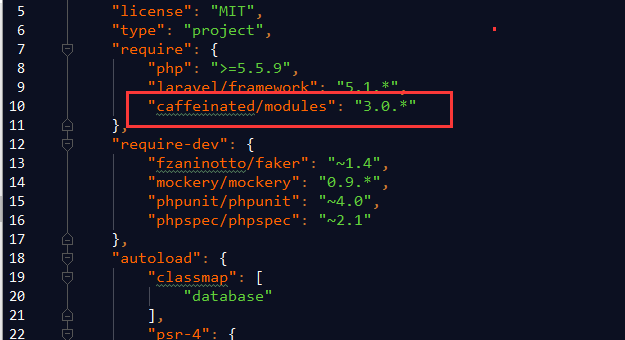 5 "license": "MIT",
6 "type": "project",
7 "require": {
8 "php": ">=5.5.9",
9 "laravel/framework": "5.1.*",
10 "caffeinated/modules": "3.0.*"
11 },
12 "require-dev": {
13 "fzaninotto/faker": "~1.4",
14 "mockery/mockery": "0.9.*",
15 "phpunit/phpunit": "~4.0",
16 "phpspec/phpspec": "~2.1"
17 },
18 "autoload": {
19 "classmap": [
20 "database"
21 ],
22 "psr-4": {